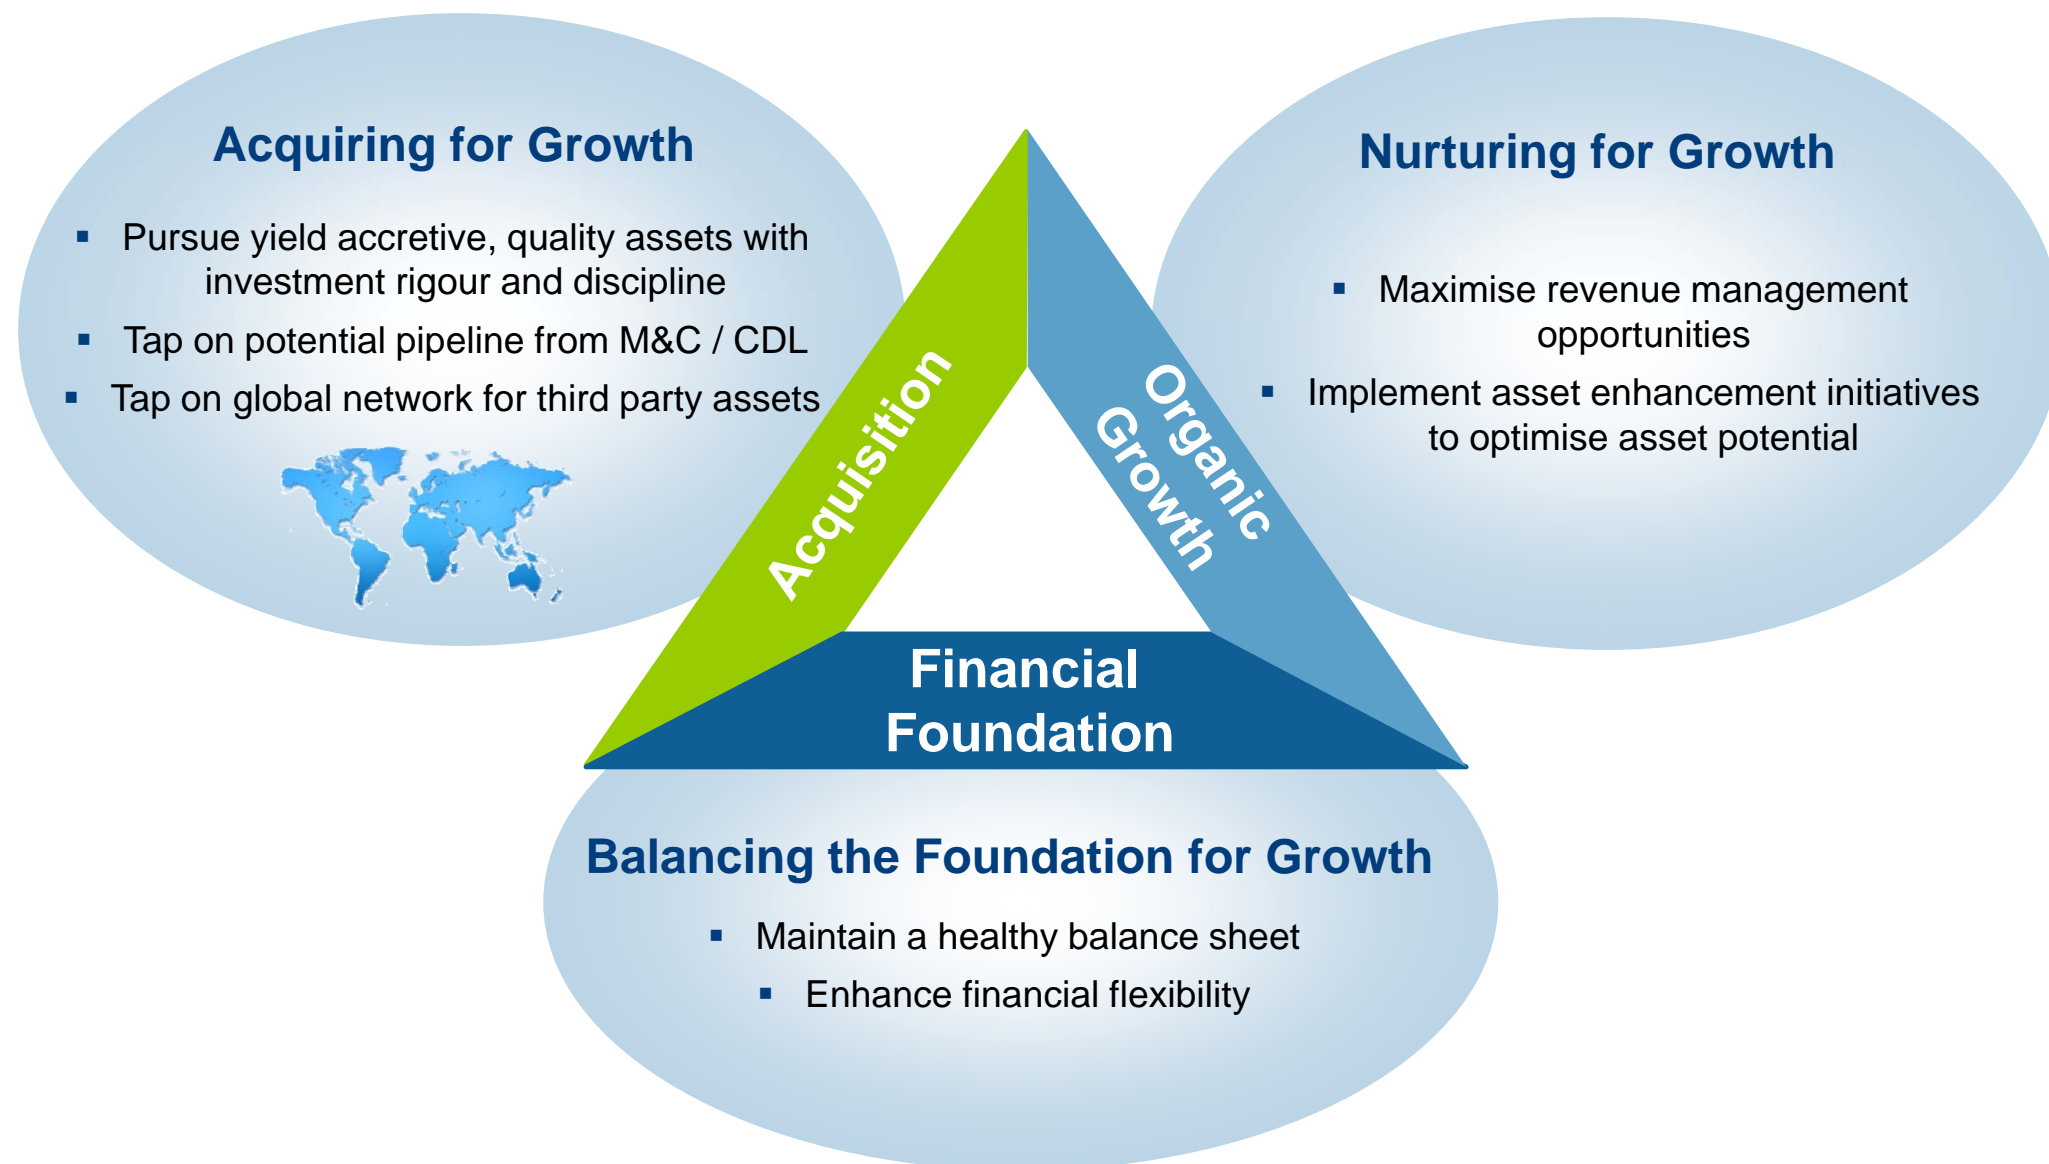 Acquiring for Growth
▪ Pursue yield accretive, quality assets with
investment rigour and discipline
▪ Tap on potential pipeline from M&C / CDL
▪ Tap on global network for third party assets
Acquisition
Organic
Growth
Nurturing for Growth
▪ Maximise revenue management
opportunities
▪ Implement asset enhancement initiatives
to optimise asset potential
Financial
Foundation
Balancing the Foundation for Growth
▪ Maintain a healthy balance sheet
▪ Enhance financial flexibility